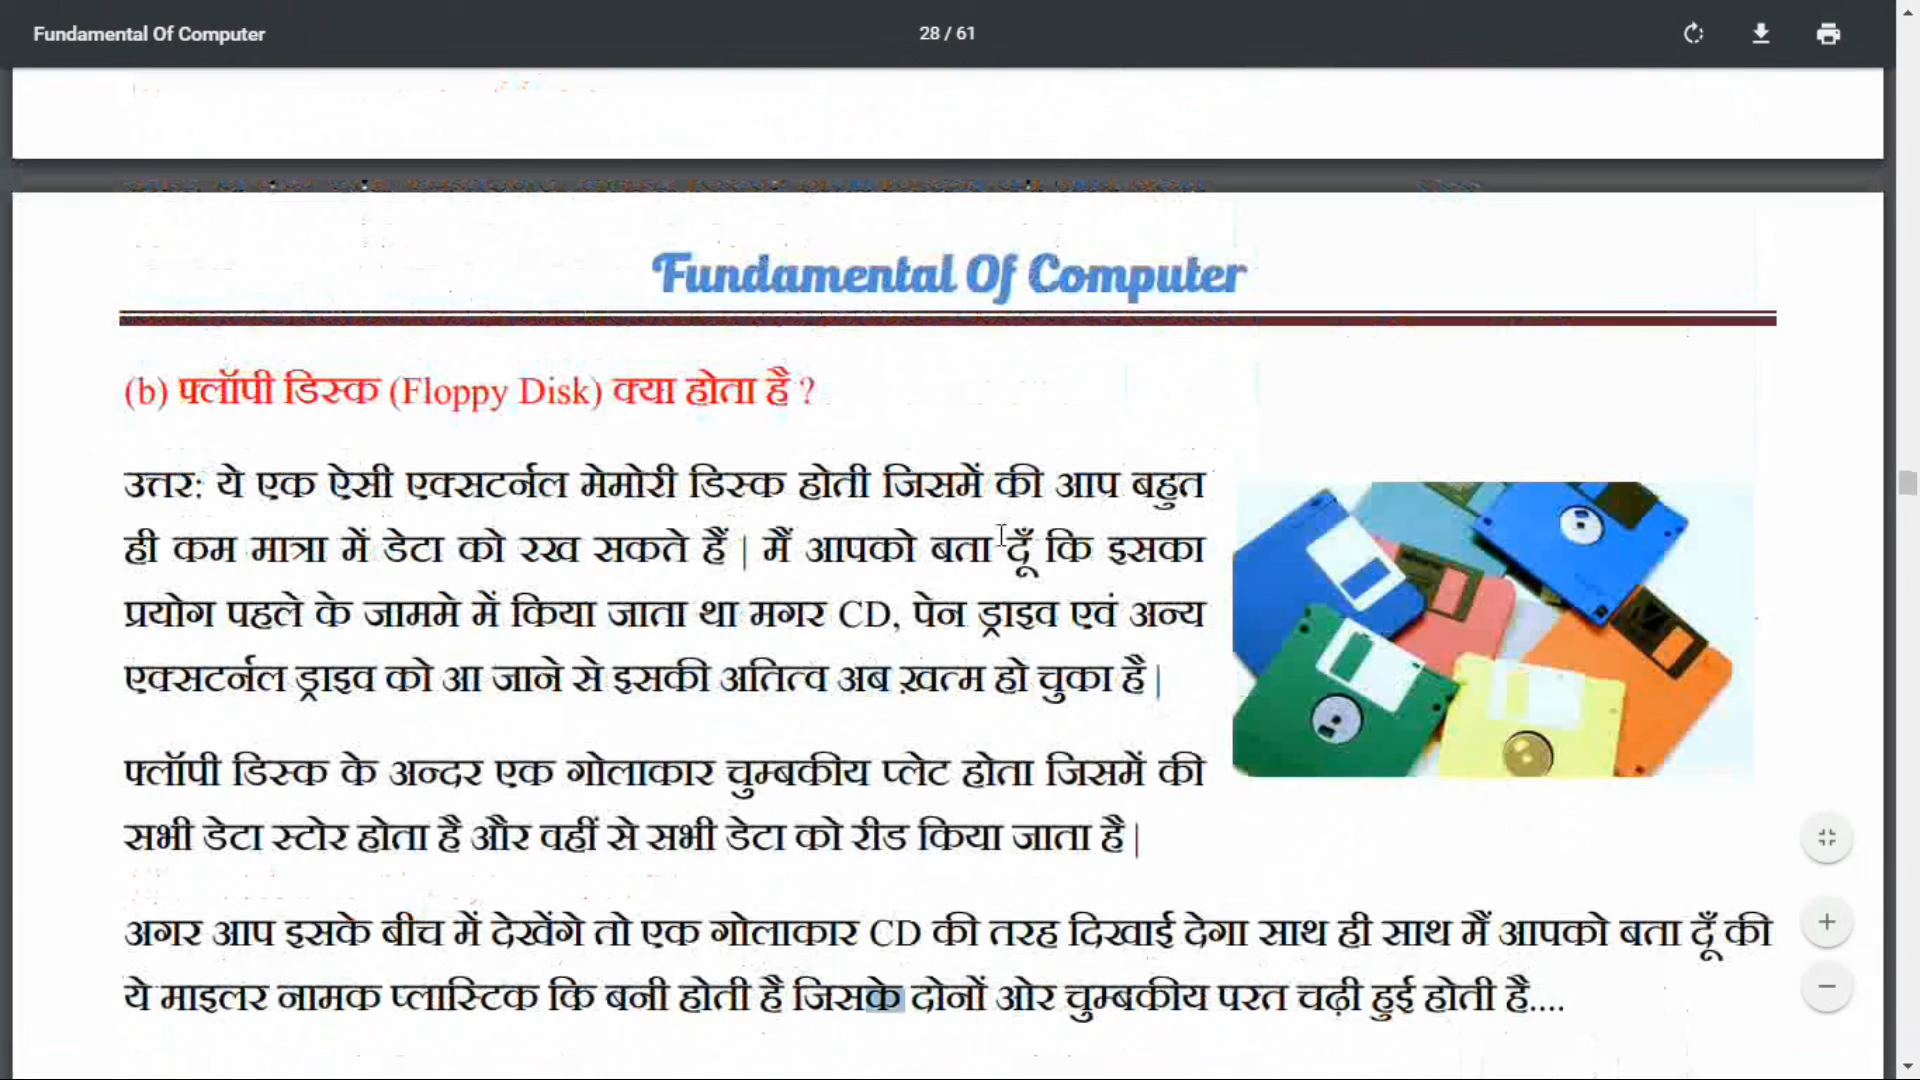 Fundamental Of Computer
28 / 61
Fundamental Of Computer
(b) फ्लॉपी डिस्क (Floppy Disk) क्या होता है ?
उत्तर: ये एक ऐसी एक्सटर्नल मेमोरी डिस्क होती जिसमें की आप बहुत
ही कम मात्रा में डेटा को रख सकते हैं | मैं आपको बता दूँ कि इसका
प्रयोग पहले के जाममे में किया जाता था मगर CD, पेन ड्राइव एवं अन्य
एक्सटर्नल ड्राइव को आ जाने से इसकी अतित्व अब ख़त्म हो चुका है |
फ्लॉपी डिस्क के अन्दर एक गोलाकार चुम्बकीय प्लेट होता जिसमें की
सभी डेटा स्टोर होता है और वहीं से सभी डेटा को रीड किया जाता है |
अगर आप इसके बीच में देखेंगे तो एक गोलाकार CD की तरह दिखाई देगा साथ ही साथ मैं आपको बता दूँ की
ये माइलर नामक प्लास्टिक कि बनी होती है जिसके दोनों ओर चुम्बकीय परत चढ़ी हुई होती है....